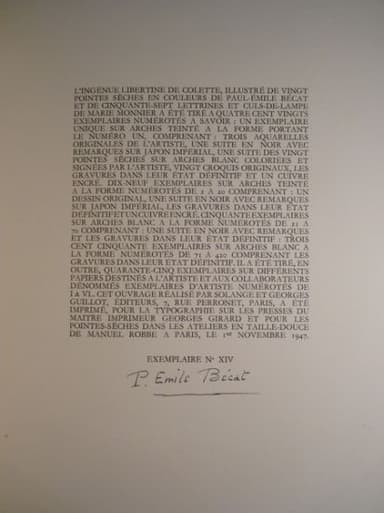 L'INGÉNUE LIBERTINE DE COLETTE, ILLUSTRÉ DE VINGT
POINTES SÈCHES EN COULEURS DE PAUL-ÉMILE BÉCAT
ET DE CINQUANTE-SEPT LETTRINES ET CULS-DE-LAMPE
DE MARIE MONNIER A ÉTÉ TIRÉ A QUATRE CENT VINGTS
EXEMPLAIRES NUMÉROTÉS A SAVOIR : UN EXEMPLAIRE
UNIQUE SUR ARCHES TEINTÉ A LA FORME PORTANT
LE NUMÉRO UN, COMPRENANT : TROIS AQUARELLES
ORIGINALES DE L'ARTISTE, UNE SUITE EN NOIR AVEC
REMARQUES SUR JAPON IMPÉRIAL, UNE SUITE DES VINGT
POINTES SÈCHES SUR ARCHES BLANC COLORIÉES ET
SIGNÉES PAR L'ARTISTE, VINGT CROQUIS ORIGINAUX, LES
GRAVURES DANS LEUR ÉTAT DÉFINITIF ET UN CUIVRE
ENCRÉ. DIX-NEUF EXEMPLAIRES SUR ARCHES TEINTÉ
A LA FORME NUMÉROTÉS DE 2 A 20 COMPRENANT : UN
DESSIN ORIGINAL, UNE SUITE EN NOIR AVEC REMARQUES
SUR JAPON IMPÉRIAL, LES GRAVURES DANS LEUR ÉTAT
DÉFINITIF ET UN CUIVRE ENCRÉ. CINQUANTE EXEMPLAIRES
SUR ARCHES BLANC A LA FORME NUMÉROTÉS DE 21 A
70 COMPRENANT : UNE SUITE EN NOIR AVEC REMARQUES
ET LES GRAVURES DANS LEUR ÉTAT DÉFINITIF : TROIS
CENT CINQUANTE EXEMPLAIRES SUR ARCHES BLANC A
LA FORME NUMÉROTÉS DE 71 A 420 COMPRENANT LES
GRAVURES DANS LEUR ÉTAT DÉFINITIF. IL A ÉTÉ TIRÉ, EN
OUTRE, QUARANTE-CINQ EXEMPLAIRES SUR DIFFÉRENTS
PAPIERS DESTINÉS A L'ARTISTE ET AUX COLLABORATEURS
DÉNOMMÉS EXEMPLAIRES D'ARTISTE NUMÉROTÉS DE
I A VL. CET OUVRAGE RÉALISÉ PAR SOLANGE ET GEORGES
GUILLOT, ÉDITEURS, 7, RUE PERRONET, PARIS, A ÉTÉ
IMPRIMÉ, POUR LA TYPOGRAPHIE SUR LES PRESSES DU
MAITRE IMPRIMEUR GEORGES GIRARD ET POUR LES
POINTES-SÈCHES DANS LES ATELIERS EN TAILLE-DOUCE
DE MANUEL ROBBE A PARIS, LE 1er NOVEMBRE 1947.
EXEMPLAIRE No XIV
P. Emile Bécat